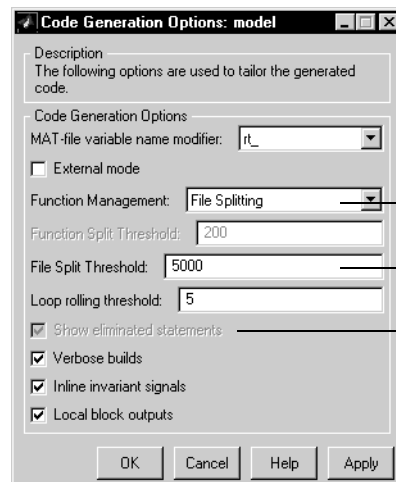 Code Generation Options: model
Description
The following options are used to tailor the generated
code.
Code Generation Options
MAT-file variable name modifier: rt_
External mode
Function Management: File Splitting
Function Split Threshold: 200
File Split Threshold: 5000
Loop rolling threshold: 5
Show eliminated statements
Verbose builds
Inline invariant signals
Local block outputs
OK Cancel Help Apply